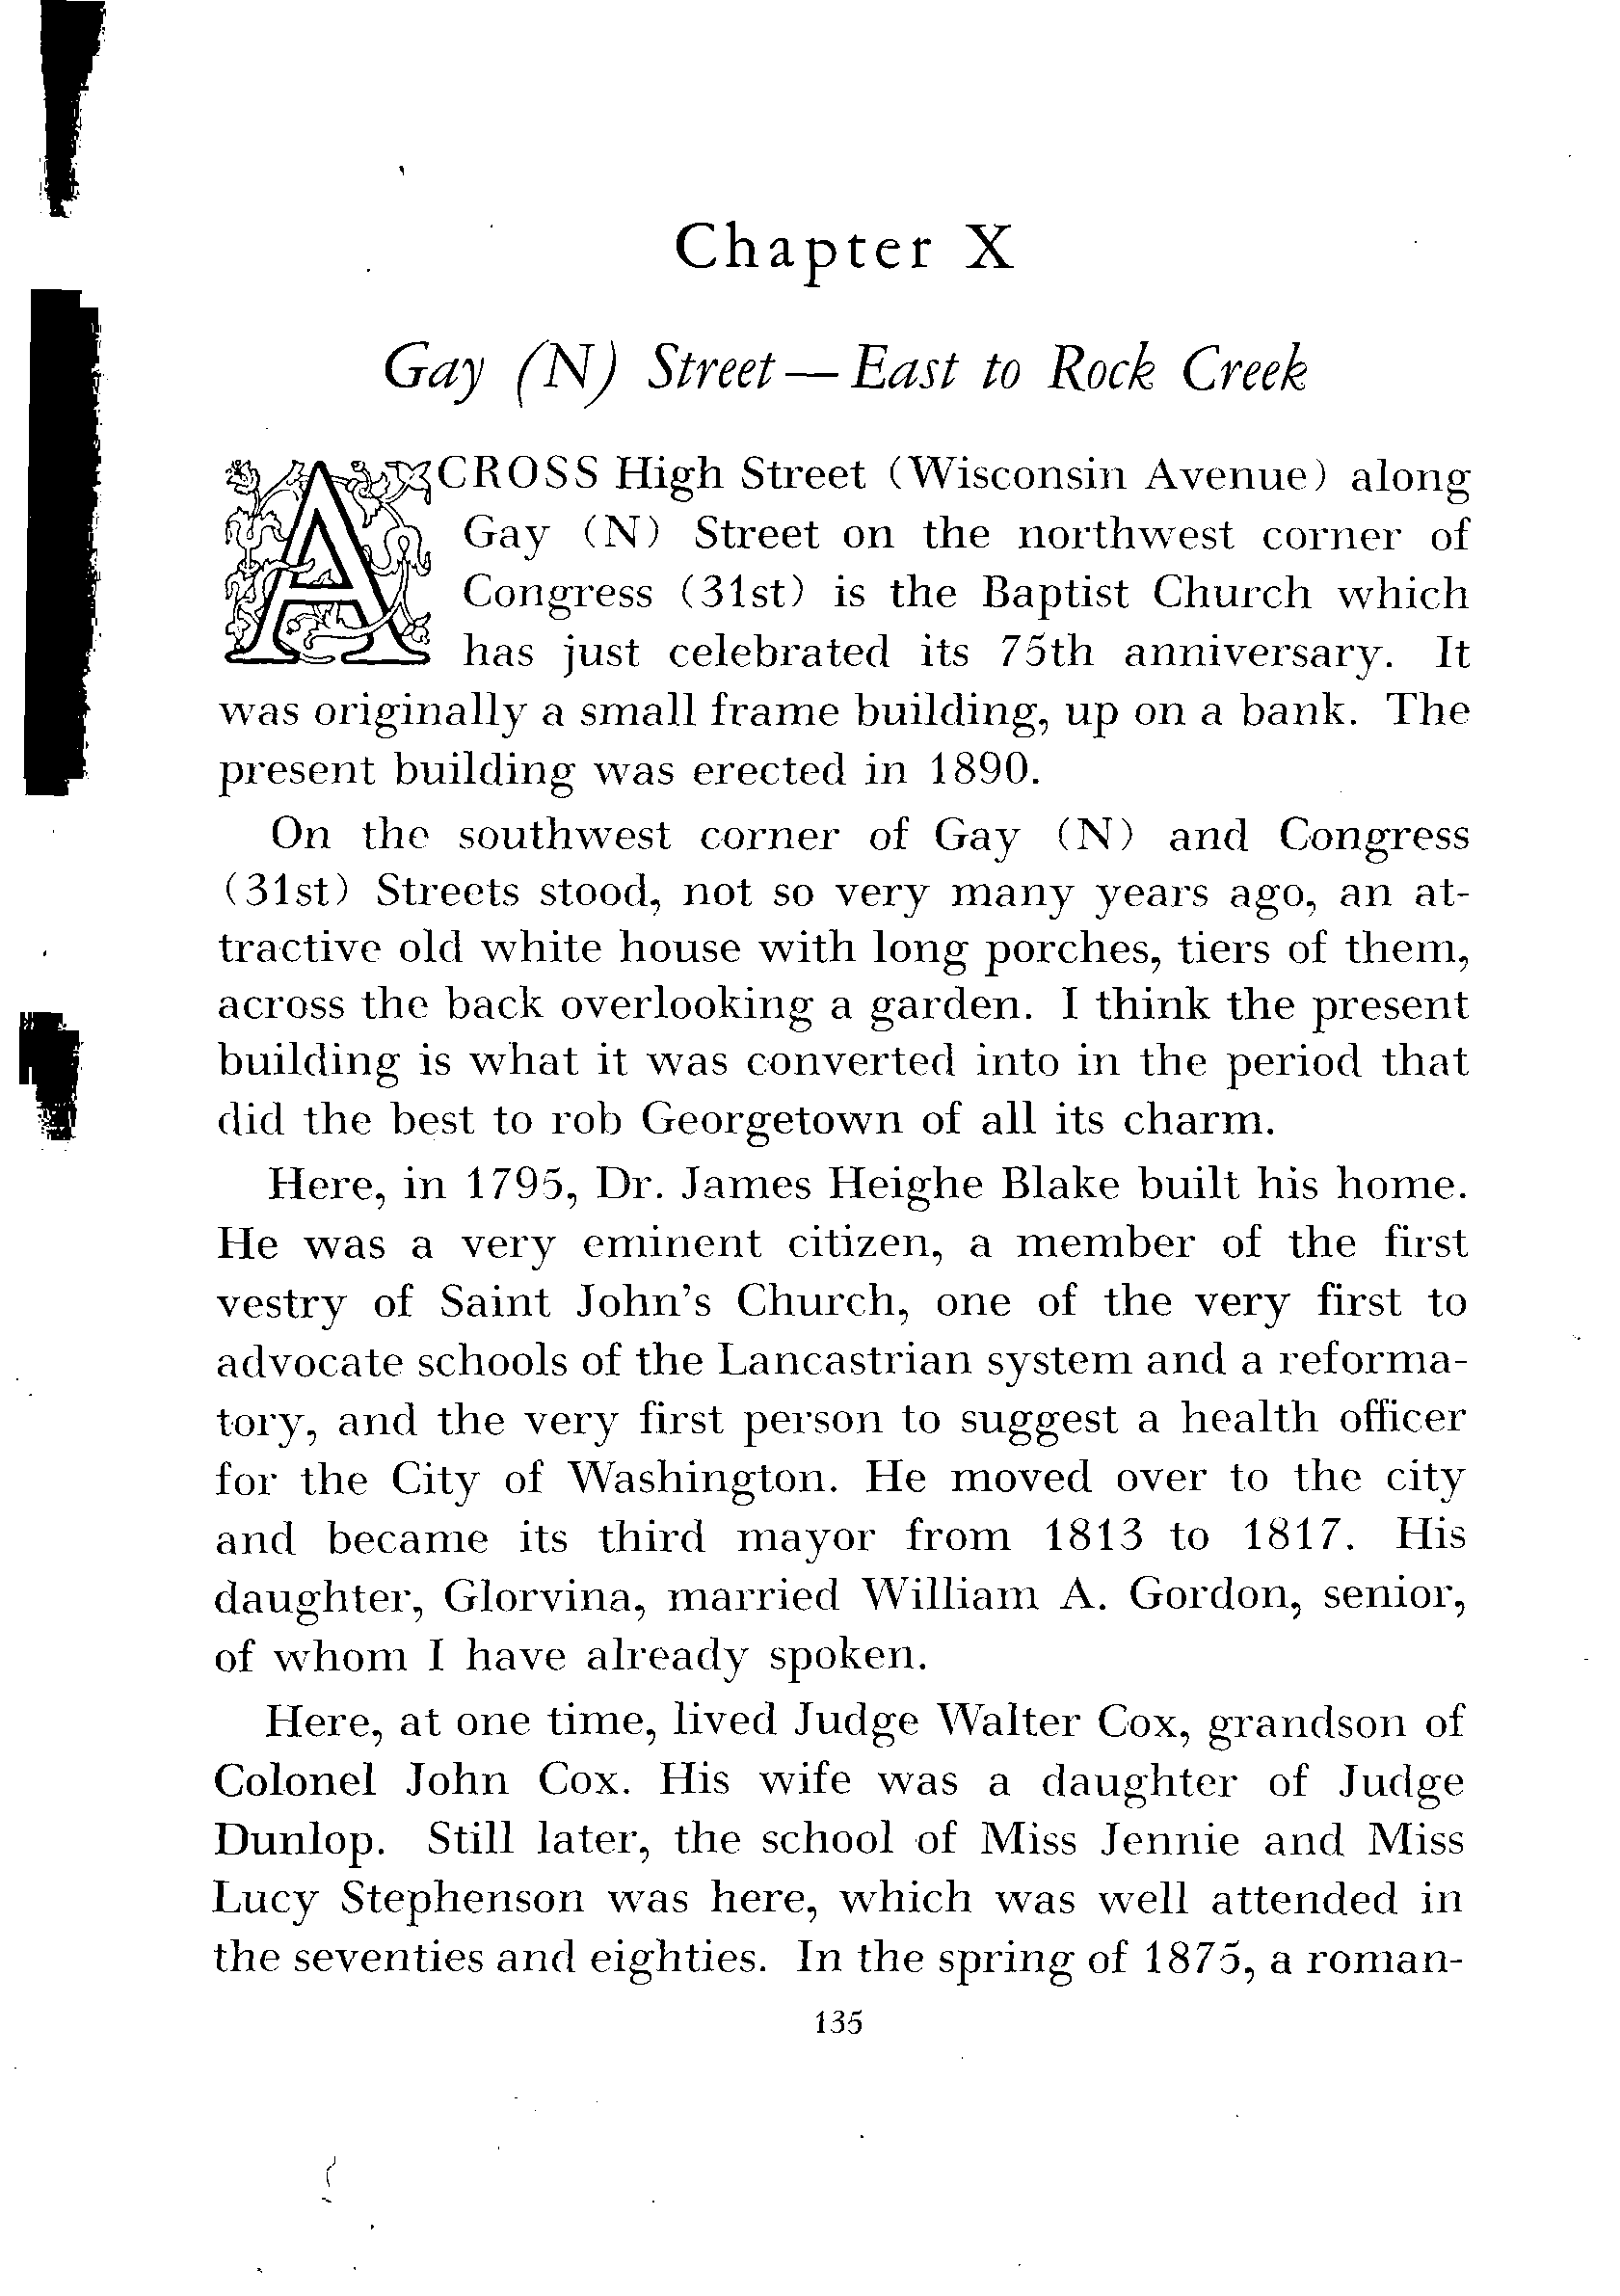 Chapter X
Gay (N) Street—East to Rock Creek
ACROSS High Street (Wisconsin Avenue) along
Gay (N) Street on the northwest corner of
Congress (31st) is the Baptist Church which
has just celebrated its 75th anniversary. It
was originally a small frame building, up on a bank. The
present building was erected in 1890.
On the southwest corner of Gay (N) and Congress
(31st) Streets stood, not so very many years ago, an at-
tractive old white house with long porches, tiers of them,
across the back overlooking a garden. I think the present
building is what it was converted into in the period that
did the best to rob Georgetown of all its charm.
Here, in 1795, Dr. James Heighe Blake built his home.
He was a very eminent citizen, a member of the first
vestry of Saint John's Church, one of the very first to
advocate schools of the Lancastrian system and a reforma-
tory, and the very first person to suggest a health officer
for the City of Washington. He moved over to the city
and became its third mayor from 1813 to 1817. His
daughter, Glorvina, married William A. Gordon, senior,
of whom I have already spoken.
Here, at one time, lived Judge Walter Cox, grandson of
Colonel John Cox. His wife was a daughter of Judge
Dunlop. Still later, the school of Miss Jennie and Miss
Lucy Stephenson was here, which was well attended in
the seventies and eighties. In the spring of 1875, a roman-
135